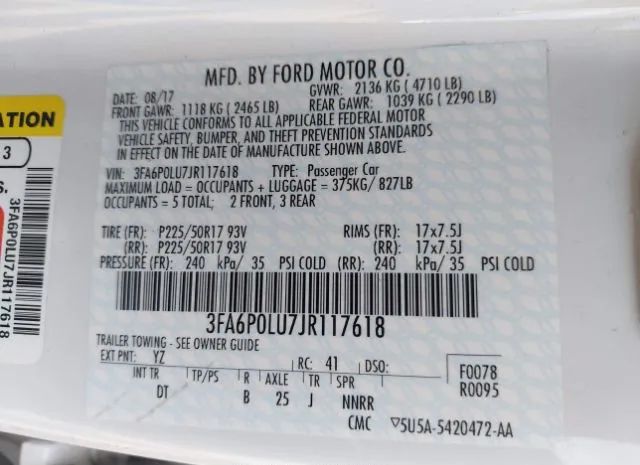 MFD. BY FORD MOTOR CO.
DATE: 08/17 GVWR: 2136 KG ( 4710 LB)
FRONT GAWR: 1118 KG ( 2465 LB) REAR GAWR: 1039 KG ( 2290 LB)
THIS VEHICLE CONFORMS TO ALL APPLICABLE FEDERAL MOTOR
VEHICLE SAFETY, BUMPER, AND THEFT PREVENTION STANDARDS
IN EFFECT ON THE DATE OF MANUFACTURE SHOWN ABOVE.
VIN: 3FA6P0LU7JR117618 TYPE: Passenger Car
MAXIMUM LOAD = OCCUPANTS + LUGGAGE = 375KG/ 827LB
OCCUPANTS = 5 TOTAL; 2 FRONT, 3 REAR
TIRE (FR): P225/50R17 93V RIMS (FR): 17x7.5J
(RR): P225/50R17 93V (RR): 17x7.5J
PRESSURE (FR): 240 kPa/ 35 PSI COLD (RR): 240 kPa/ 35 PSI COLD
3FA6P0LU7JR117618
TRAILER TOWING - SEE OWNER GUIDE
EXT PNT: YZ RC: 41 DSO:
F0078
R0095
INT TR TP/PS R AXLE TR SPR
DT B 25 J NNRR
CMC ▽5U5A-5420472-AA
ATION
3
S.
3FA6P0LU7JR117618